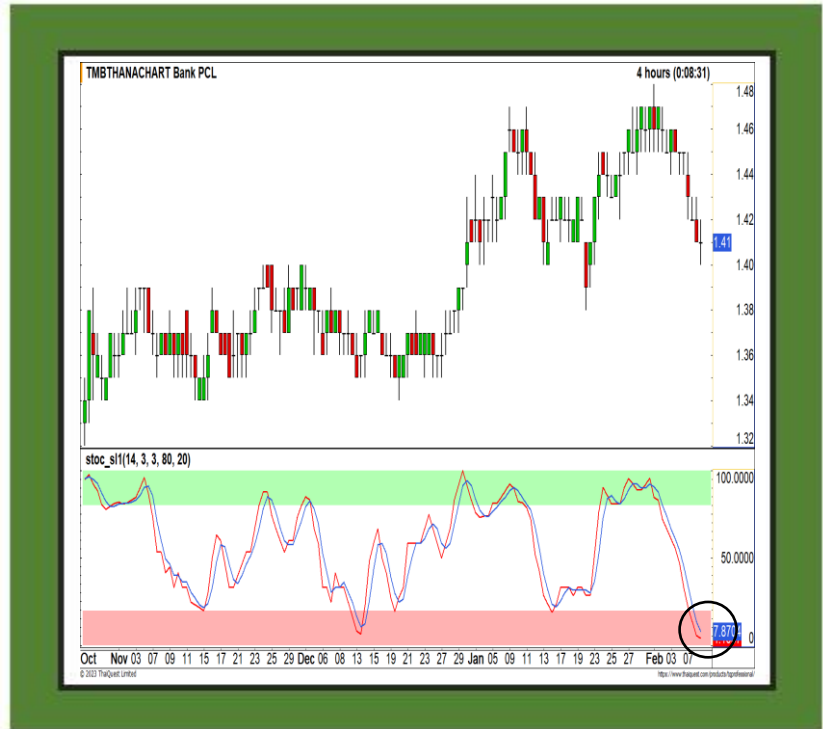 TMBTHANACHART Bank PCL
4 hours (0:08:31)
1.48
1.46
1.44
1.42
1.41
1.40
1.38
1.36
1.34
1.32
stoc_sl1(14, 3, 3, 80, 20)
100.0000
50.0000
0
Oct Nov 03 07 09 11 15 17 21 23 25 29 Dec 06 08 13 15 19 21 23 27 29 Jan 05 09 11 13 17 19 23 25 27 Feb 03 07
© 2023 ThaiQuest Limited